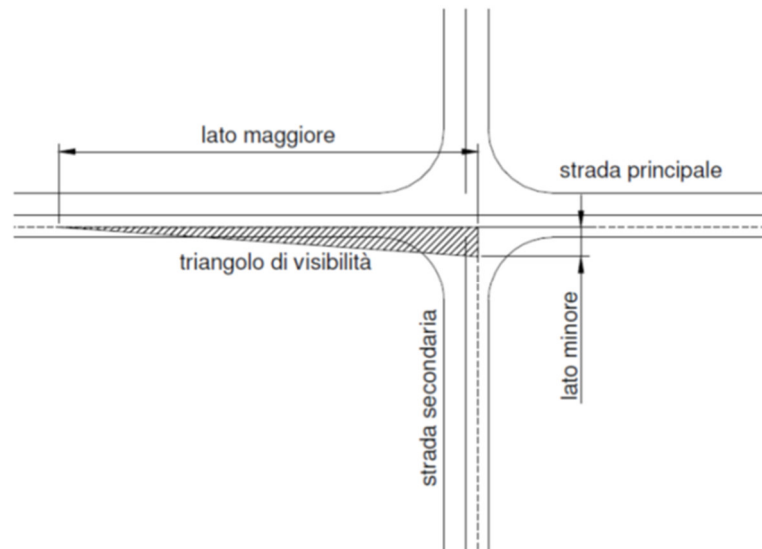 lato maggiore
strada principale
triangolo di visibilità
strada secondaria
lato minore